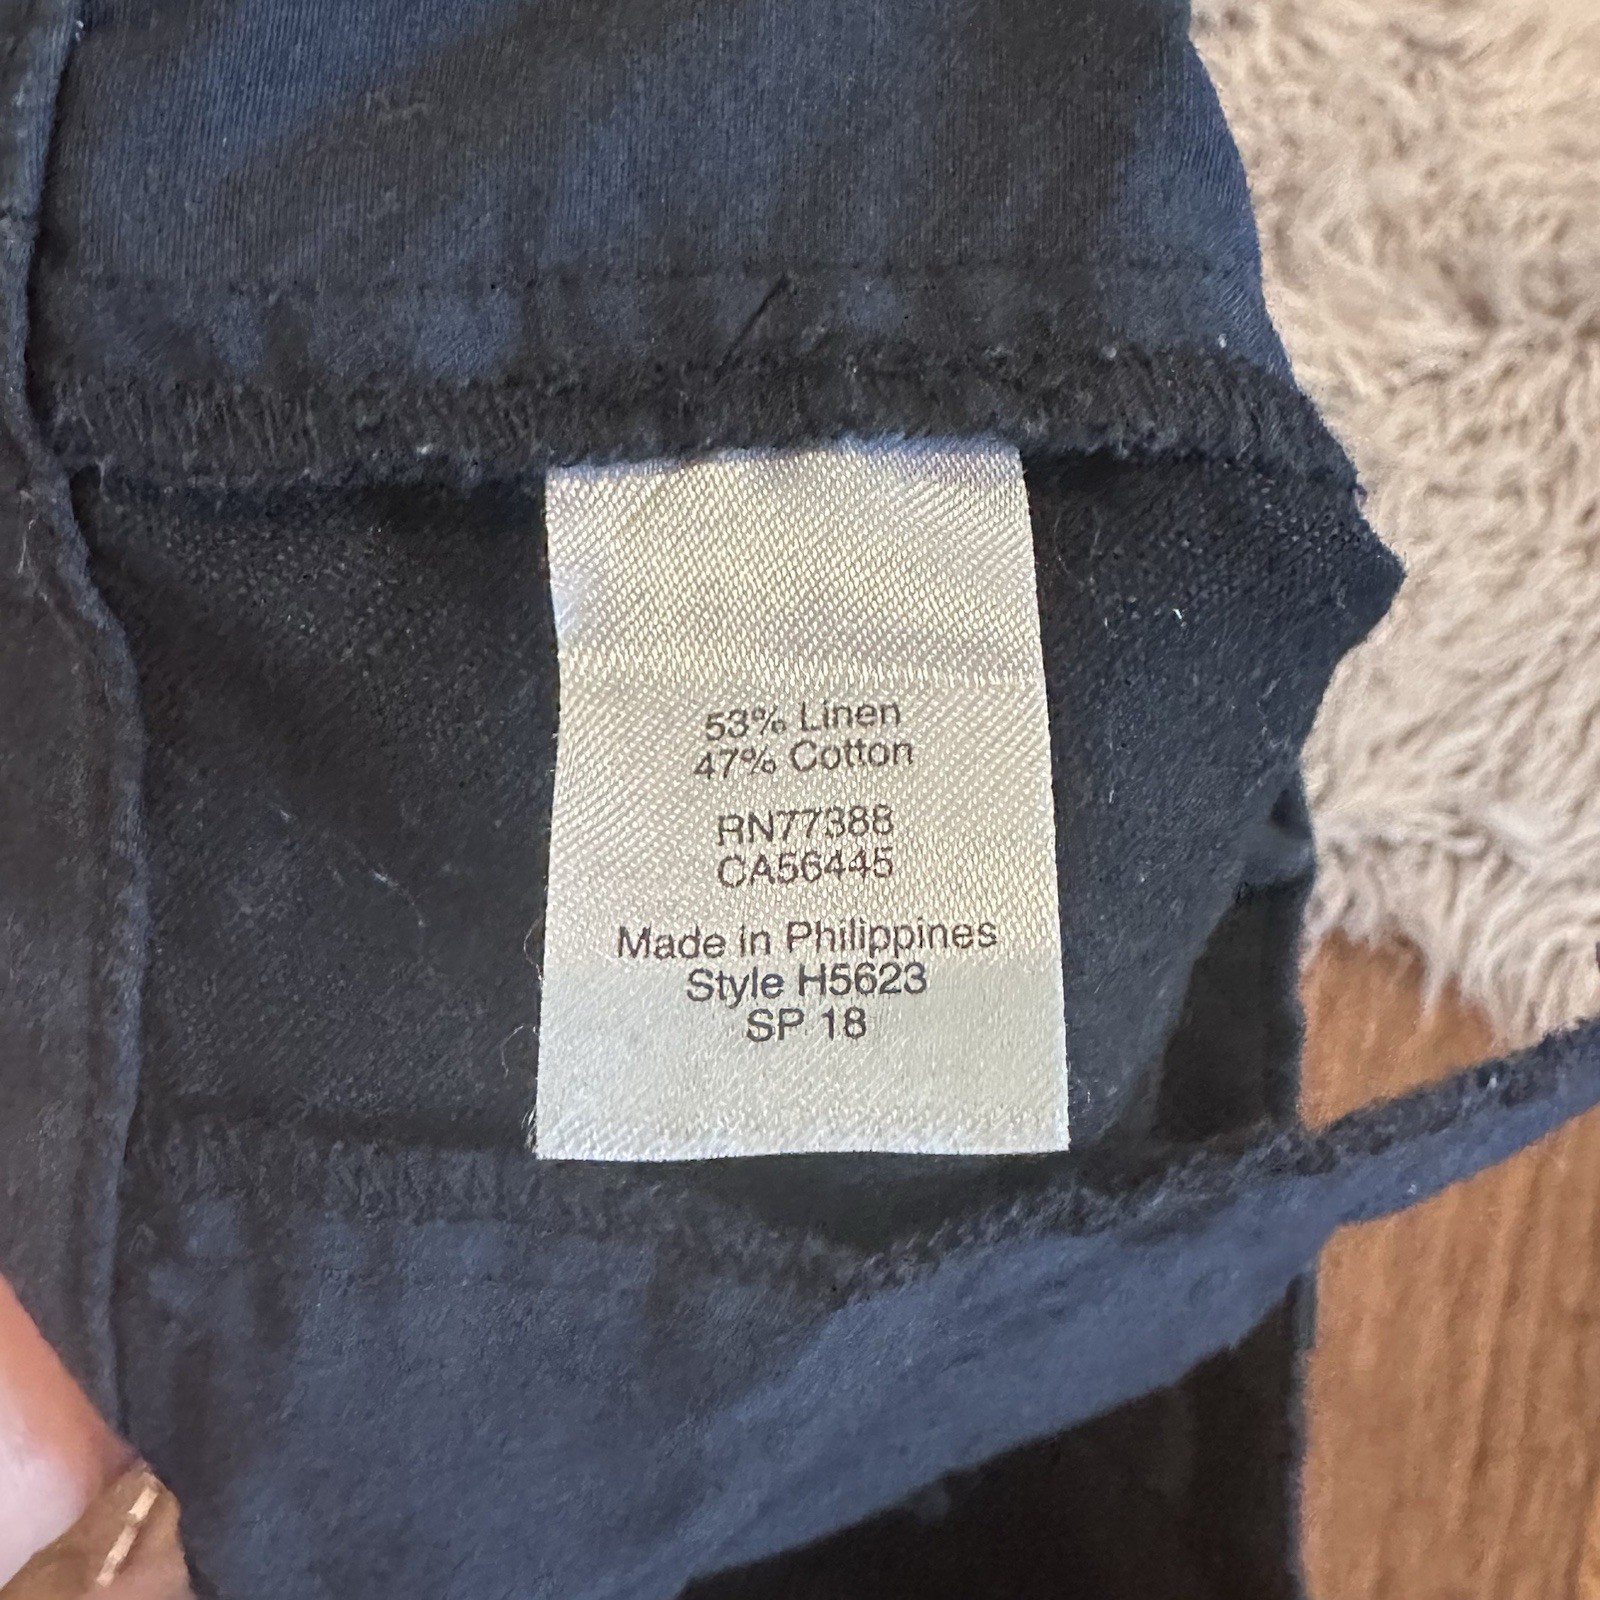 53% Linen
47% Cotton
RN77388
CA56445
Made in Philippines
Style H5623
SP 18